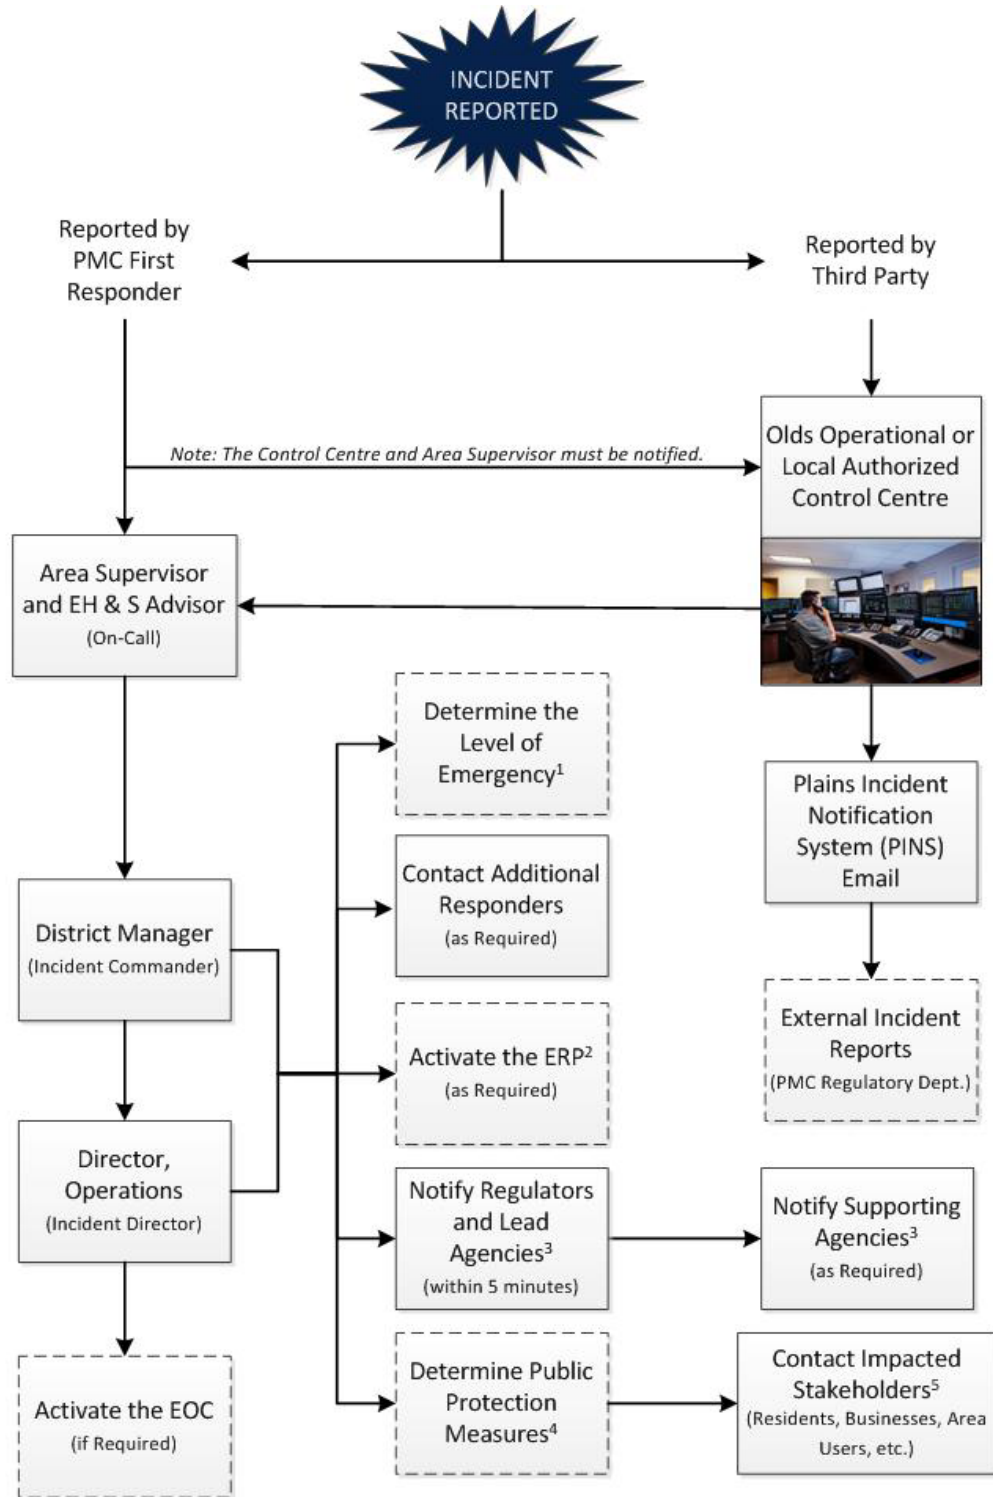 INCIDENT
REPORTED
Reported by
PMC First
Responder
Reported by
Third Party
Note: The Control Centre and Area Supervisor must be notified.
Olds Operational or
Local Authorized
Control Centre
Area Supervisor
and EH & S Advisor
(On-Call)
Determine the
Level of
Emergency¹
Plains Incident
Notification
System (PINS)
Email
Contact Additional
Responders
(as Required)
District Manager
(Incident Commander)
External Incident
Reports
(PMC Regulatory Dept.)
Activate the ERP²
(as Required)
Director,
Operations
(Incident Director)
Notify Regulators
and Lead
Agencies³
(within 5 minutes)
Notify Supporting
Agencies³
(as Required)
Activate the EOC
(if Required)
Determine Public
Protection
Measures⁴
Contact Impacted
Stakeholders⁵
(Residents, Businesses, Area
Users, etc.)